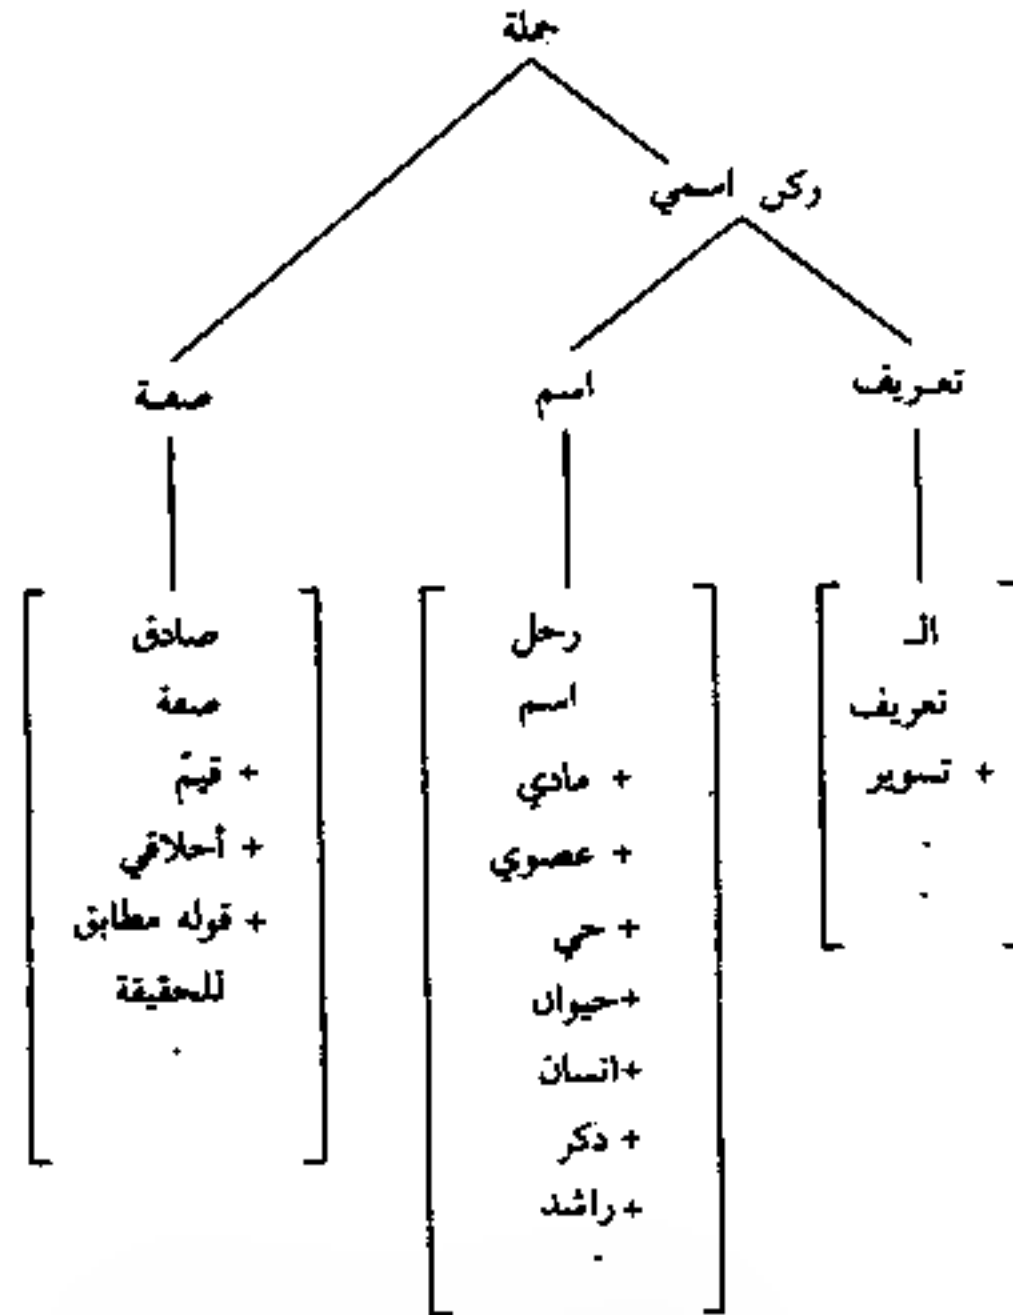 جملة
ركن اسمي
تعريف
اسم
صفة
الـ
تعريف
+ تسوير
رجل
اسم
+ مادي
+ عضوي
+ حي
+حيوان
+انسان
+ ذكر
+ راشد
صادق
صفة
+ قيم
+ أخلاقي
+ قوله مطابق
للحقيقة